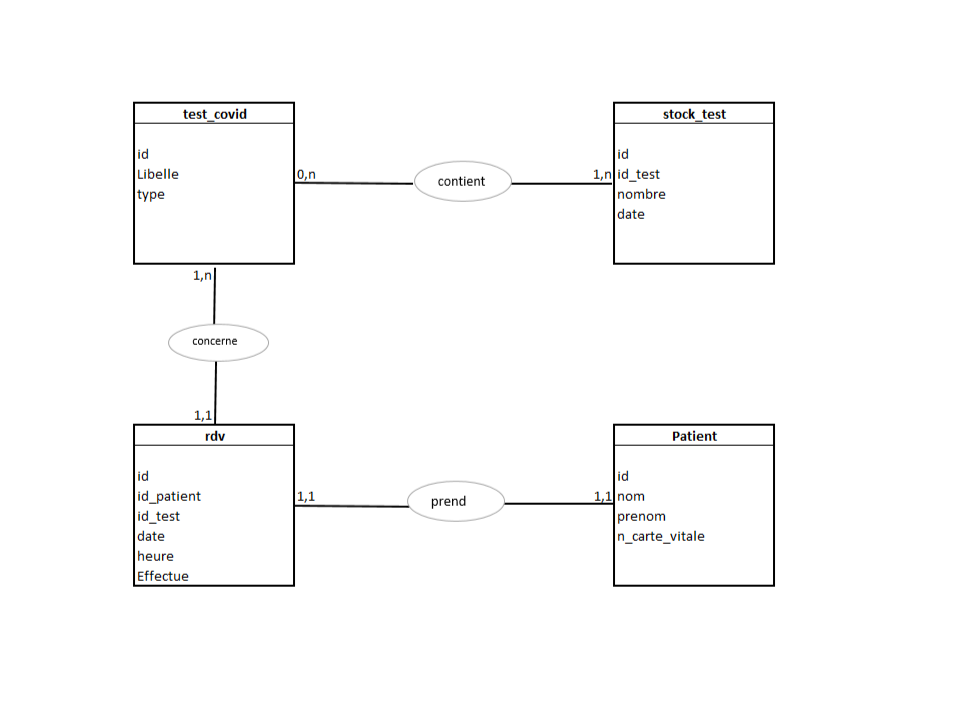 test_covid
id
Libelle
type
0,n
contient
1,n
stock_test
id
id_test
nombre
date
1,n
concerne
1,1
rdv
id
id_patient
id_test
date
heure
Effectue
1,1
prend
1,1
Patient
id
nom
prenom
n_carte_vitale